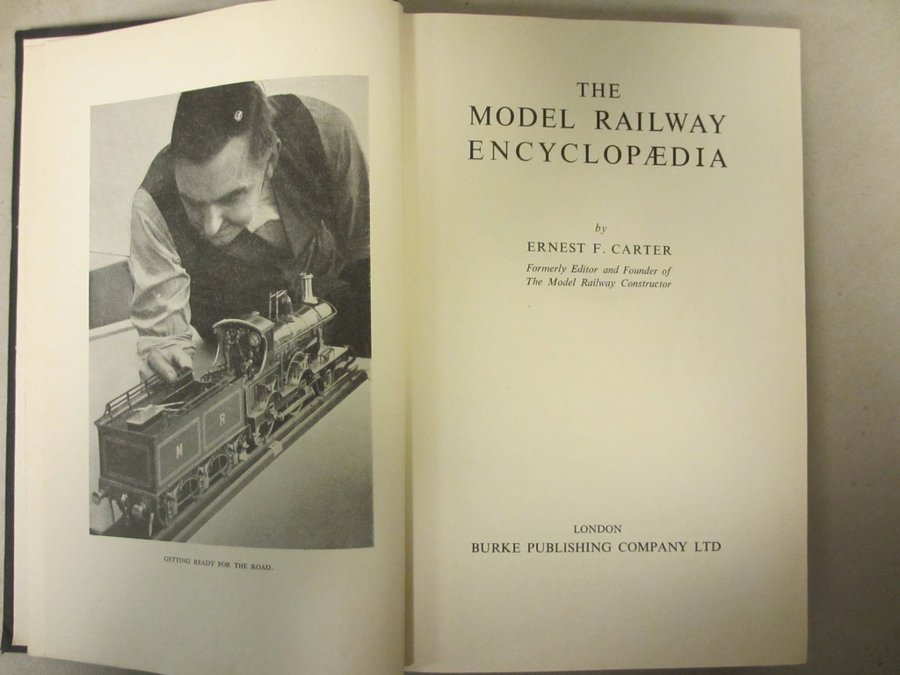 M R
GETTING READY FOR THE ROAD.
THE
MODEL RAILWAY
ENCYCLOPÆDIA
by
ERNEST F. CARTER
Formerly Editor and Founder of
The Model Railway Constructor
LONDON
BURKE PUBLISHING COMPANY LTD